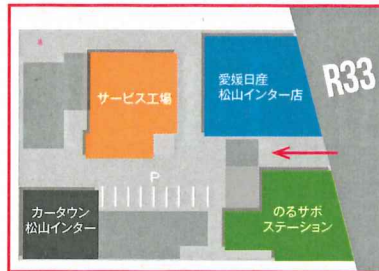 サービス工場
愛媛日産
松山インター店
R33
P
カータウン
松山インター
のるサポ
ステーション